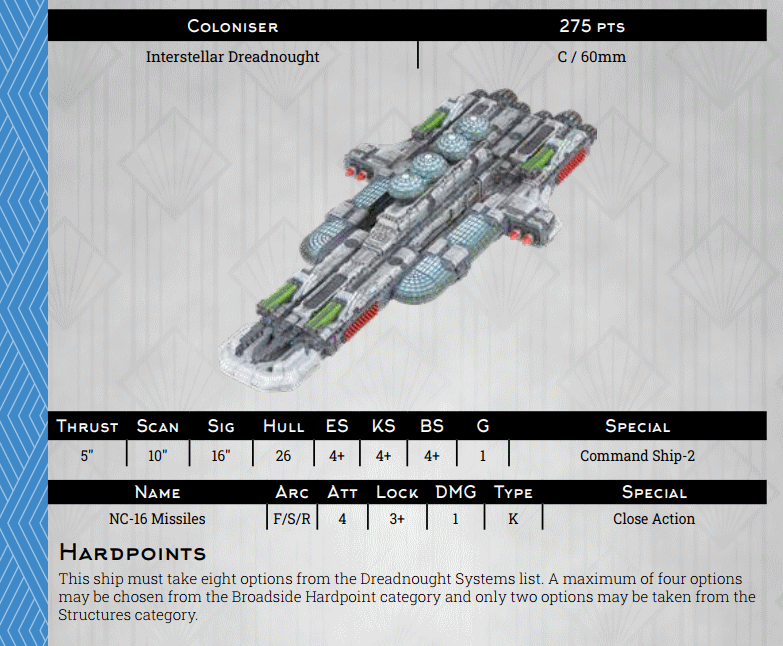 Coloniser 275 pts
Interstellar Dreadnought C / 60mm
Thrust Scan Sig Hull ES KS BS G Special
5" 10" 16" 26 4+ 4+ 4+ 1 Command Ship-2
Name Arc Att Lock DMG Type Special
NC-16 Missiles F/S/R 4 3+ 1 K Close Action
Hardpoints
This ship must take eight options from the Dreadnought Systems list. A maximum of four options
may be chosen from the Broadside Hardpoint category and only two options may be taken from the
Structures category.